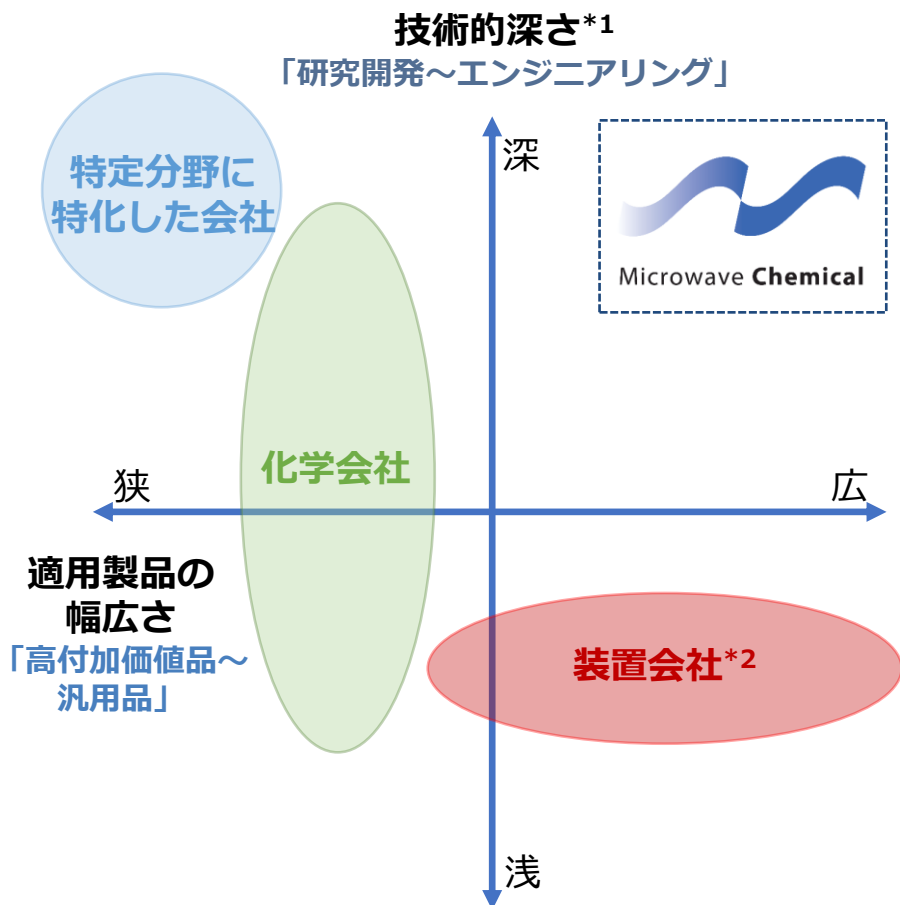 技術的深さ*1
「研究開発～エンジニアリング」
深
特定分野に
特化した会社
Microwave Chemical
化学会社
狭
広
適用製品の
幅広さ
「高付加価値品～
汎用品」
装置会社*2
浅